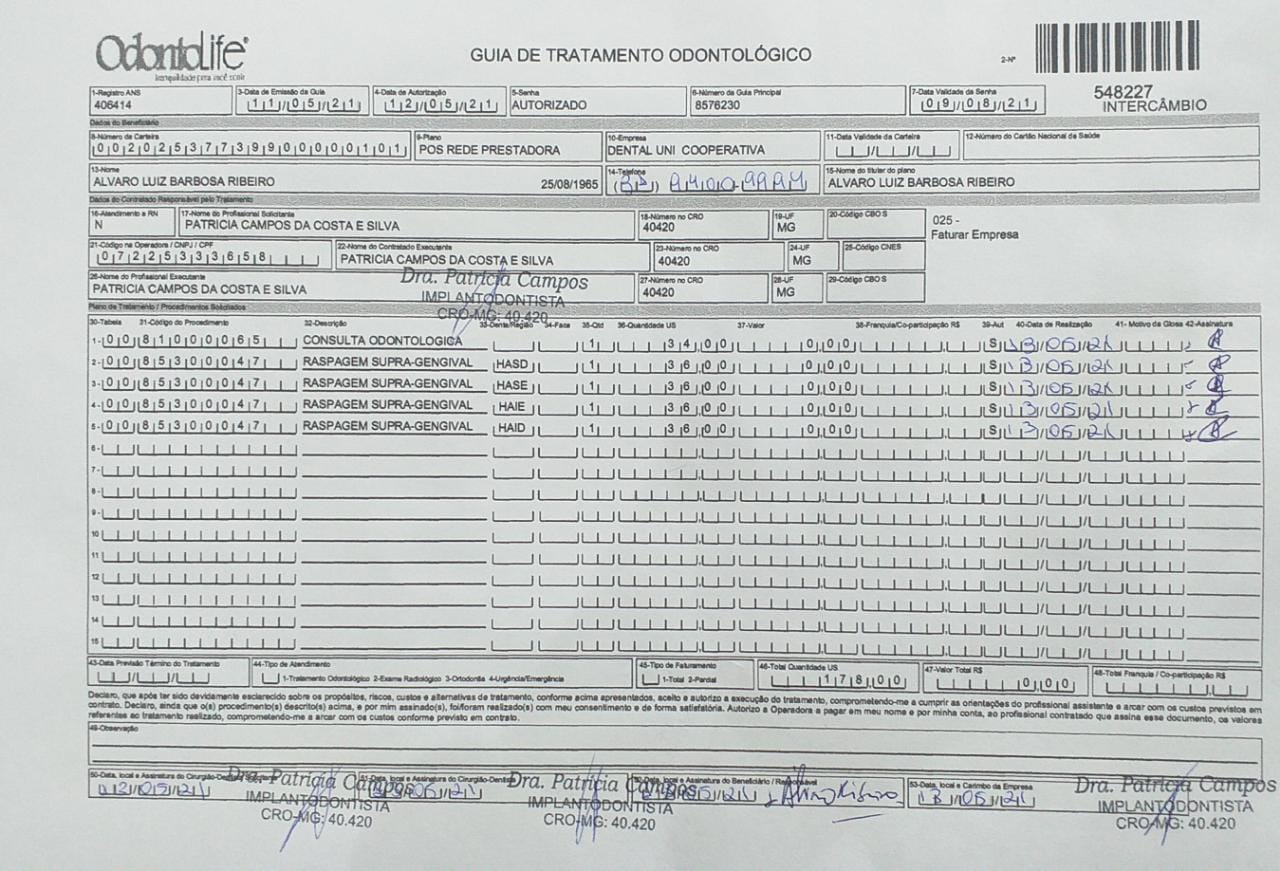 OdontoLife
tranquilidade para você sorrir
GUIA DE TRATAMENTO ODONTOLÓGICO
2-Nº
548227
INTERCÂMBIO
1-Registro ANS
406414
3-Data de Emissão da Guia
11/05/21
4-Data de Autorização
12/05/21
5-Senha
AUTORIZADO
6-Número da Guia Principal
8576230
7-Data Validade da Senha
09/08/21
Dados do Beneficiário
8-Número da Carteira
00202537739900000101
9-Plano
POS REDE PRESTADORA
10-Empresa
DENTAL UNI COOPERATIVA
11-Data Validade da Carteira
12-Número do Cartão Nacional de Saúde
13-Nome
ALVARO LUIZ BARBOSA RIBEIRO 25/08/1965
14-Telefone
15-Nome do titular do plano
ALVARO LUIZ BARBOSA RIBEIRO
Dados do Contratado Responsável pelo Tratamento
16-Atendimento a RN
N
17-Nome do Profissional Solicitante
PATRICIA CAMPOS DA COSTA E SILVA
18-Número no CRO
40420
19-UF
MG
20-Código CBO S
025 -
Faturar Empresa
21-Código na Operadora / CNPJ / CPF
07225333658
22-Nome do Contratado Executante
PATRICIA CAMPOS DA COSTA E SILVA
23-Número no CRO
40420
24-UF
MG
25-Código CNES
26-Nome do Profissional Executante
PATRICIA CAMPOS DA COSTA E SILVA
27-Número no CRO
40420
28-UF
MG
29-Código CBO S
Dra. Patrícia Campos
IMPLANTODONTISTA
CRO-MG: 40.420
Plano de Tratamento / Procedimentos Solicitados
30-Tabela 31-Código do Procedimento 32-Descrição 33-Dente/Região 34-Face 35-Qtd 36-Quantidade US 37-Valor 38-Franquia/Co-participação R$ 39-Aut 40-Data de Realização 41- Motivo da Glosa 42-Assinatura
1- 00 81000065 CONSULTA ODONTOLOGICA 1 34,00 0,00 S 13/05/21
2- 00 85300047 RASPAGEM SUPRA-GENGIVAL HASD 1 36,00 0,00 S 13/05/21
3- 00 85300047 RASPAGEM SUPRA-GENGIVAL HASE 1 36,00 0,00 S 13/05/21
4- 00 85300047 RASPAGEM SUPRA-GENGIVAL HAIE 1 36,00 0,00 S 13/05/21
5- 00 85300047 RASPAGEM SUPRA-GENGIVAL HAID 1 36,00 0,00 S 13/05/21
6-
7-
8-
9-
10
11
12
13
14
15
43-Data Previsão Término do Tratamento
44-Tipo de Atendimento
1-Tratamento Odontológico 2-Exame Radiológico 3-Ortodontia 4-Urgência/Emergência
45-Tipo de Faturamento
1-Total 2-Parcial
46-Total Quantidade US
178,00
47-Valor Total R$
0,00
48-Total Franquia / Co-participação R$
Declaro, que após ter sido devidamente esclarecido sobre os propósitos, riscos, custos e alternativas de tratamento, conforme acima apresentados, aceito e autorizo a execução do tratamento, comprometendo-me a cumprir as orientações do profissional assistente e arcar com os custos previstos em
contrato. Declaro, ainda que o(s) procedimento(s) descrito(s) acima, e por mim assinado(s), foi/foram realizado(s) com meu consentimento e de forma satisfatória. Autorizo a Operadora a pagar em meu nome e por minha conta, ao profissional contratado que assina esse documento, os valores
referentes ao tratamento realizado, comprometendo-me a arcar com os custos conforme previsto em contrato.
49-Observação
50-Data, local e Assinatura do Cirurgião-Dentista
13/05/21
51-Data, local e Assinatura do Cirurgião-Dentista
13/05/21
52-Data, local e Assinatura do Beneficiário / Responsável
13/05/21 Alvaro Ribeiro
53-Data, local e Carimbo da Empresa
13/05/21
Dra. Patrícia Campos
IMPLANTODONTISTA
CRO-MG: 40.420
Dra. Patrícia Campos
IMPLANTODONTISTA
CRO-MG: 40.420
Dra. Patrícia Campos
IMPLANTODONTISTA
CRO-MG: 40.420